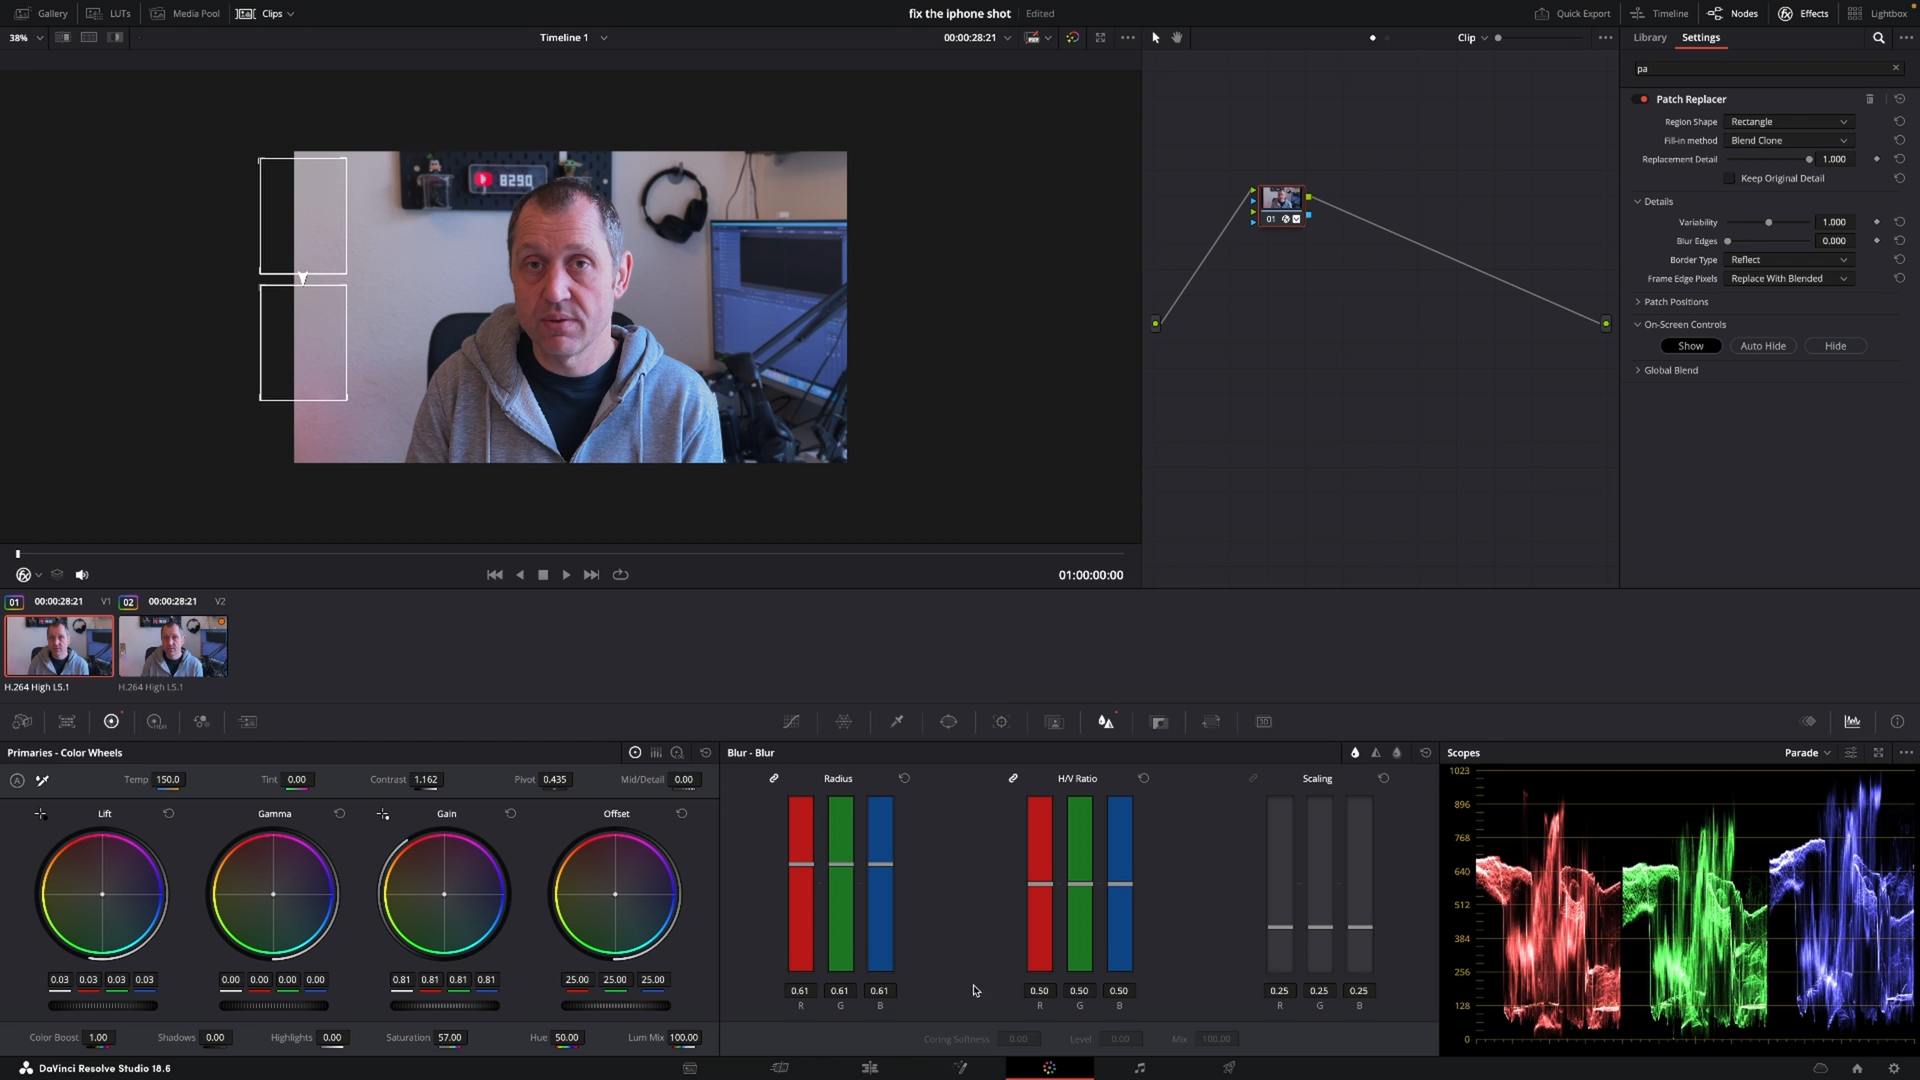 Gallery LUTs Media Pool Clips fix the iphone shot Edited Quick Export Timeline Nodes Effects Lightbox
38% Timeline 1 00:00:28:21 Clip Library Settings
pa
Patch Replacer
Region Shape Rectangle
Fill-in method Blend Clone
Replacement Detail 1.000
Keep Original Detail
Details
Variability 1.000
Blur Edges 0.000
Border Type Reflect
Frame Edge Pixels Replace With Blended
Patch Positions
On-Screen Controls
Show Auto Hide Hide
Global Blend
8290
01
01:00:00:00
01 00:00:28:21 V1 02 00:00:28:21 V2
H.264 High L5.1 H.264 High L5.1
Primaries - Color Wheels Blur - Blur Scopes Parade
Temp 150.0 Tint 0.00 Contrast 1.162 Pivot 0.435 Mid/Detail 0.00 Radius H/V Ratio Scaling
Lift Gamma Gain Offset
0.03 0.03 0.03 0.03 0.00 0.00 0.00 0.00 0.81 0.81 0.81 0.81 25.00 25.00 25.00
0.61 0.61 0.61 0.50 0.50 0.50 0.25 0.25 0.25
R G B R G B R G B
Color Boost 1.00 Shadows 0.00 Highlights 0.00 Saturation 57.00 Hue 50.00 Lum Mix 100.00 Coring Softness 0.00 Level 0.00 Mix 100.00
1023
896
768
640
512
384
256
128
0
DaVinci Resolve Studio 18.6